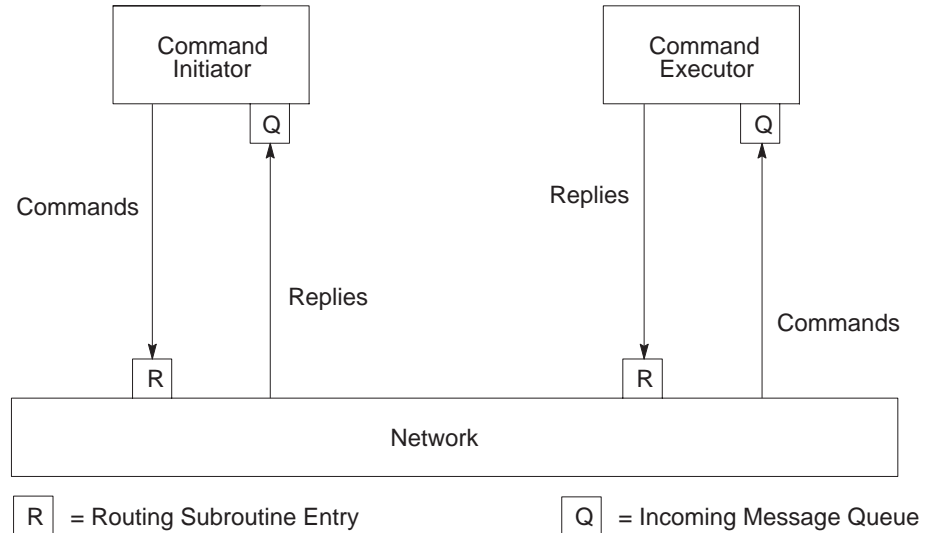 Command
Initiator
Command
Executor
Q
Q
Commands
Replies
Replies
Commands
R
R
Network
R = Routing Subroutine Entry
Q = Incoming Message Queue